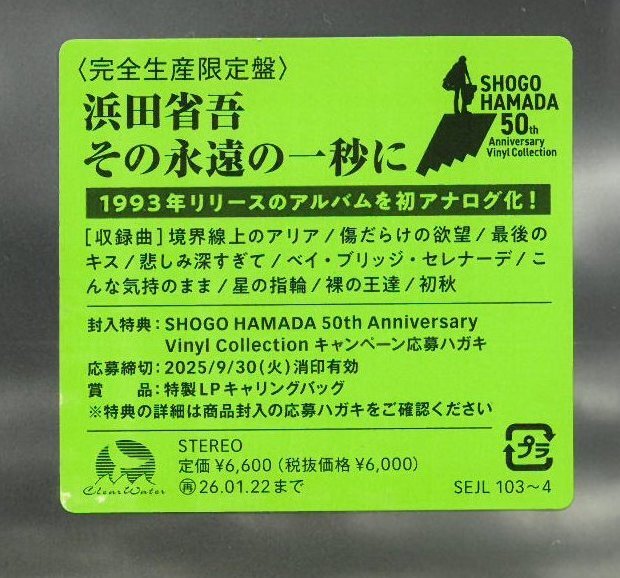 〈完全生産限定盤〉
浜田省吾
その永遠の一秒に
SHOGO
HAMADA
50th
Anniversary
Vinyl Collection
1993年リリースのアルバムを初アナログ化！
［収録曲］境界線上のアリア/傷だらけの欲望/最後の
キス/悲しみ深すぎて/ベイ・ブリッジ・セレナーデ/こ
んな気持のまま/星の指輪/裸の王達/初秋
封入特典：SHOGO HAMADA 50th Anniversary
Vinyl Collection キャンペーン応募ハガキ
応募締切：2025/9/30(火)消印有効
賞　　品：特製LPキャリングバッグ
※特典の詳細は商品封入の応募ハガキをご確認ください
ClearWater
STEREO
定価 ¥6,600 (税抜価格 ¥6,000)
再26.01.22まで
プラ
SEJL 103〜4